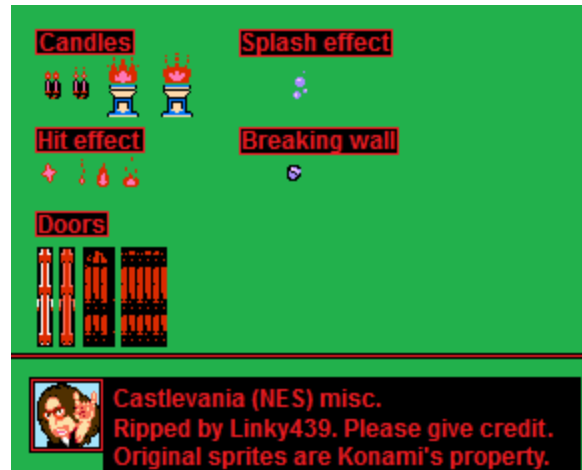 Candles
Splash effect
Hit effect
Breaking wall
Doors
Castlevania (NES) misc.
Ripped by Linky439. Please give credit.
Original sprites are Konami's property.